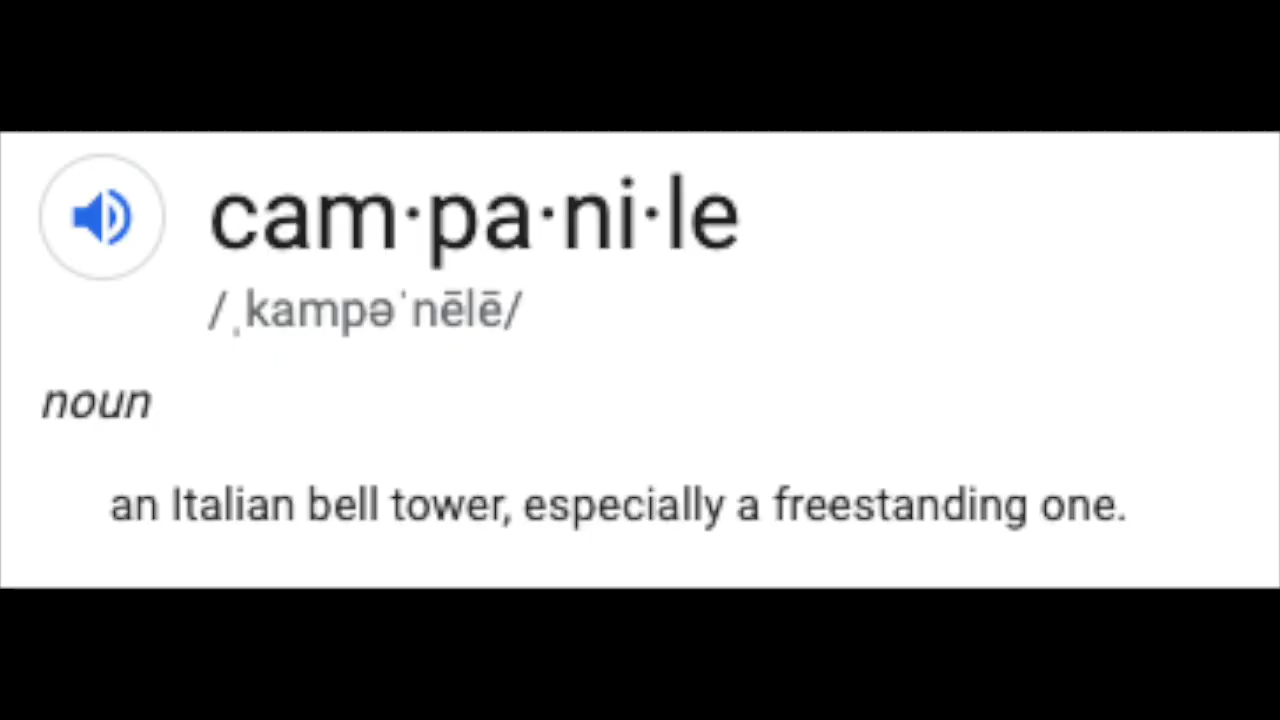 cam·pa·ni·le
/ˌkampəˈnēlē/
noun
an Italian bell tower, especially a freestanding one.